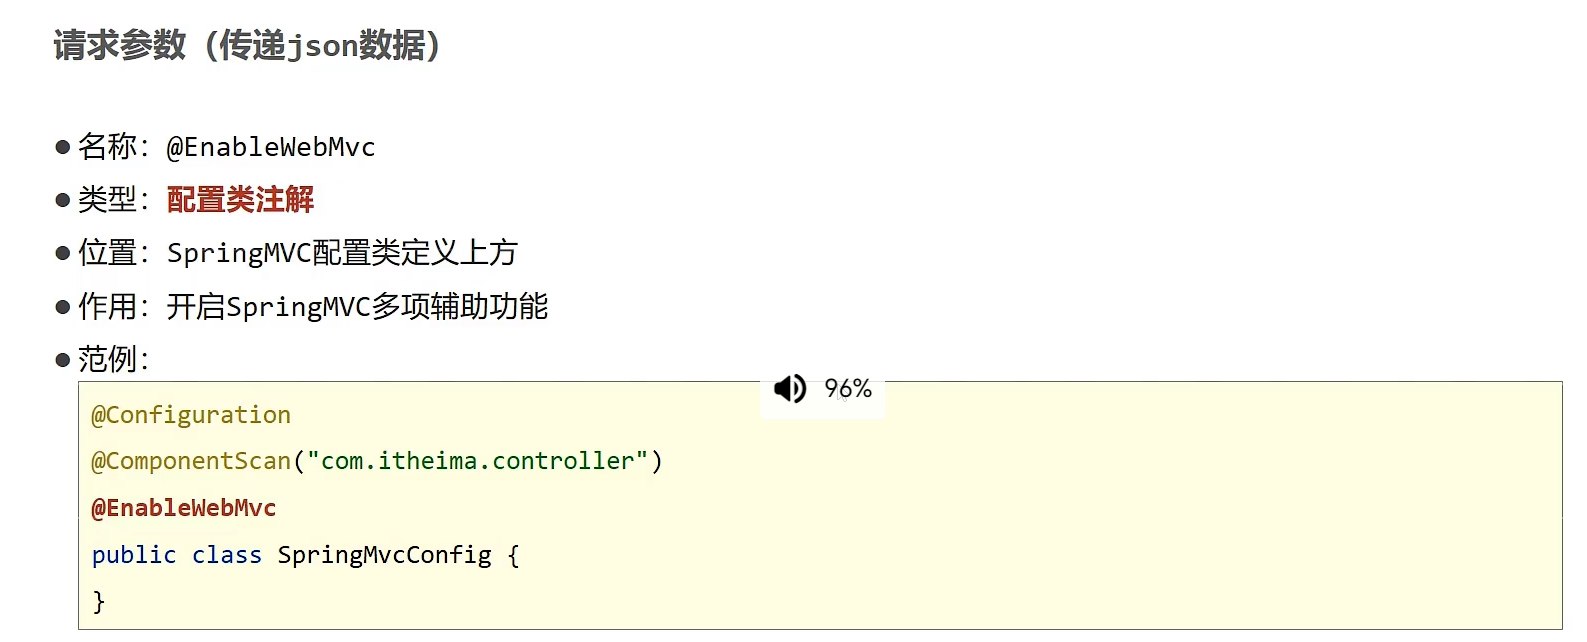 请求参数（传递json数据）
● 名称：@EnableWebMvc
● 类型：配置类注解
● 位置：SpringMVC配置类定义上方
● 作用：开启SpringMVC多项辅助功能
● 范例：
96%
@Configuration
@ComponentScan("com.itheima.controller")
@EnableWebMvc
public class SpringMvcConfig {
}